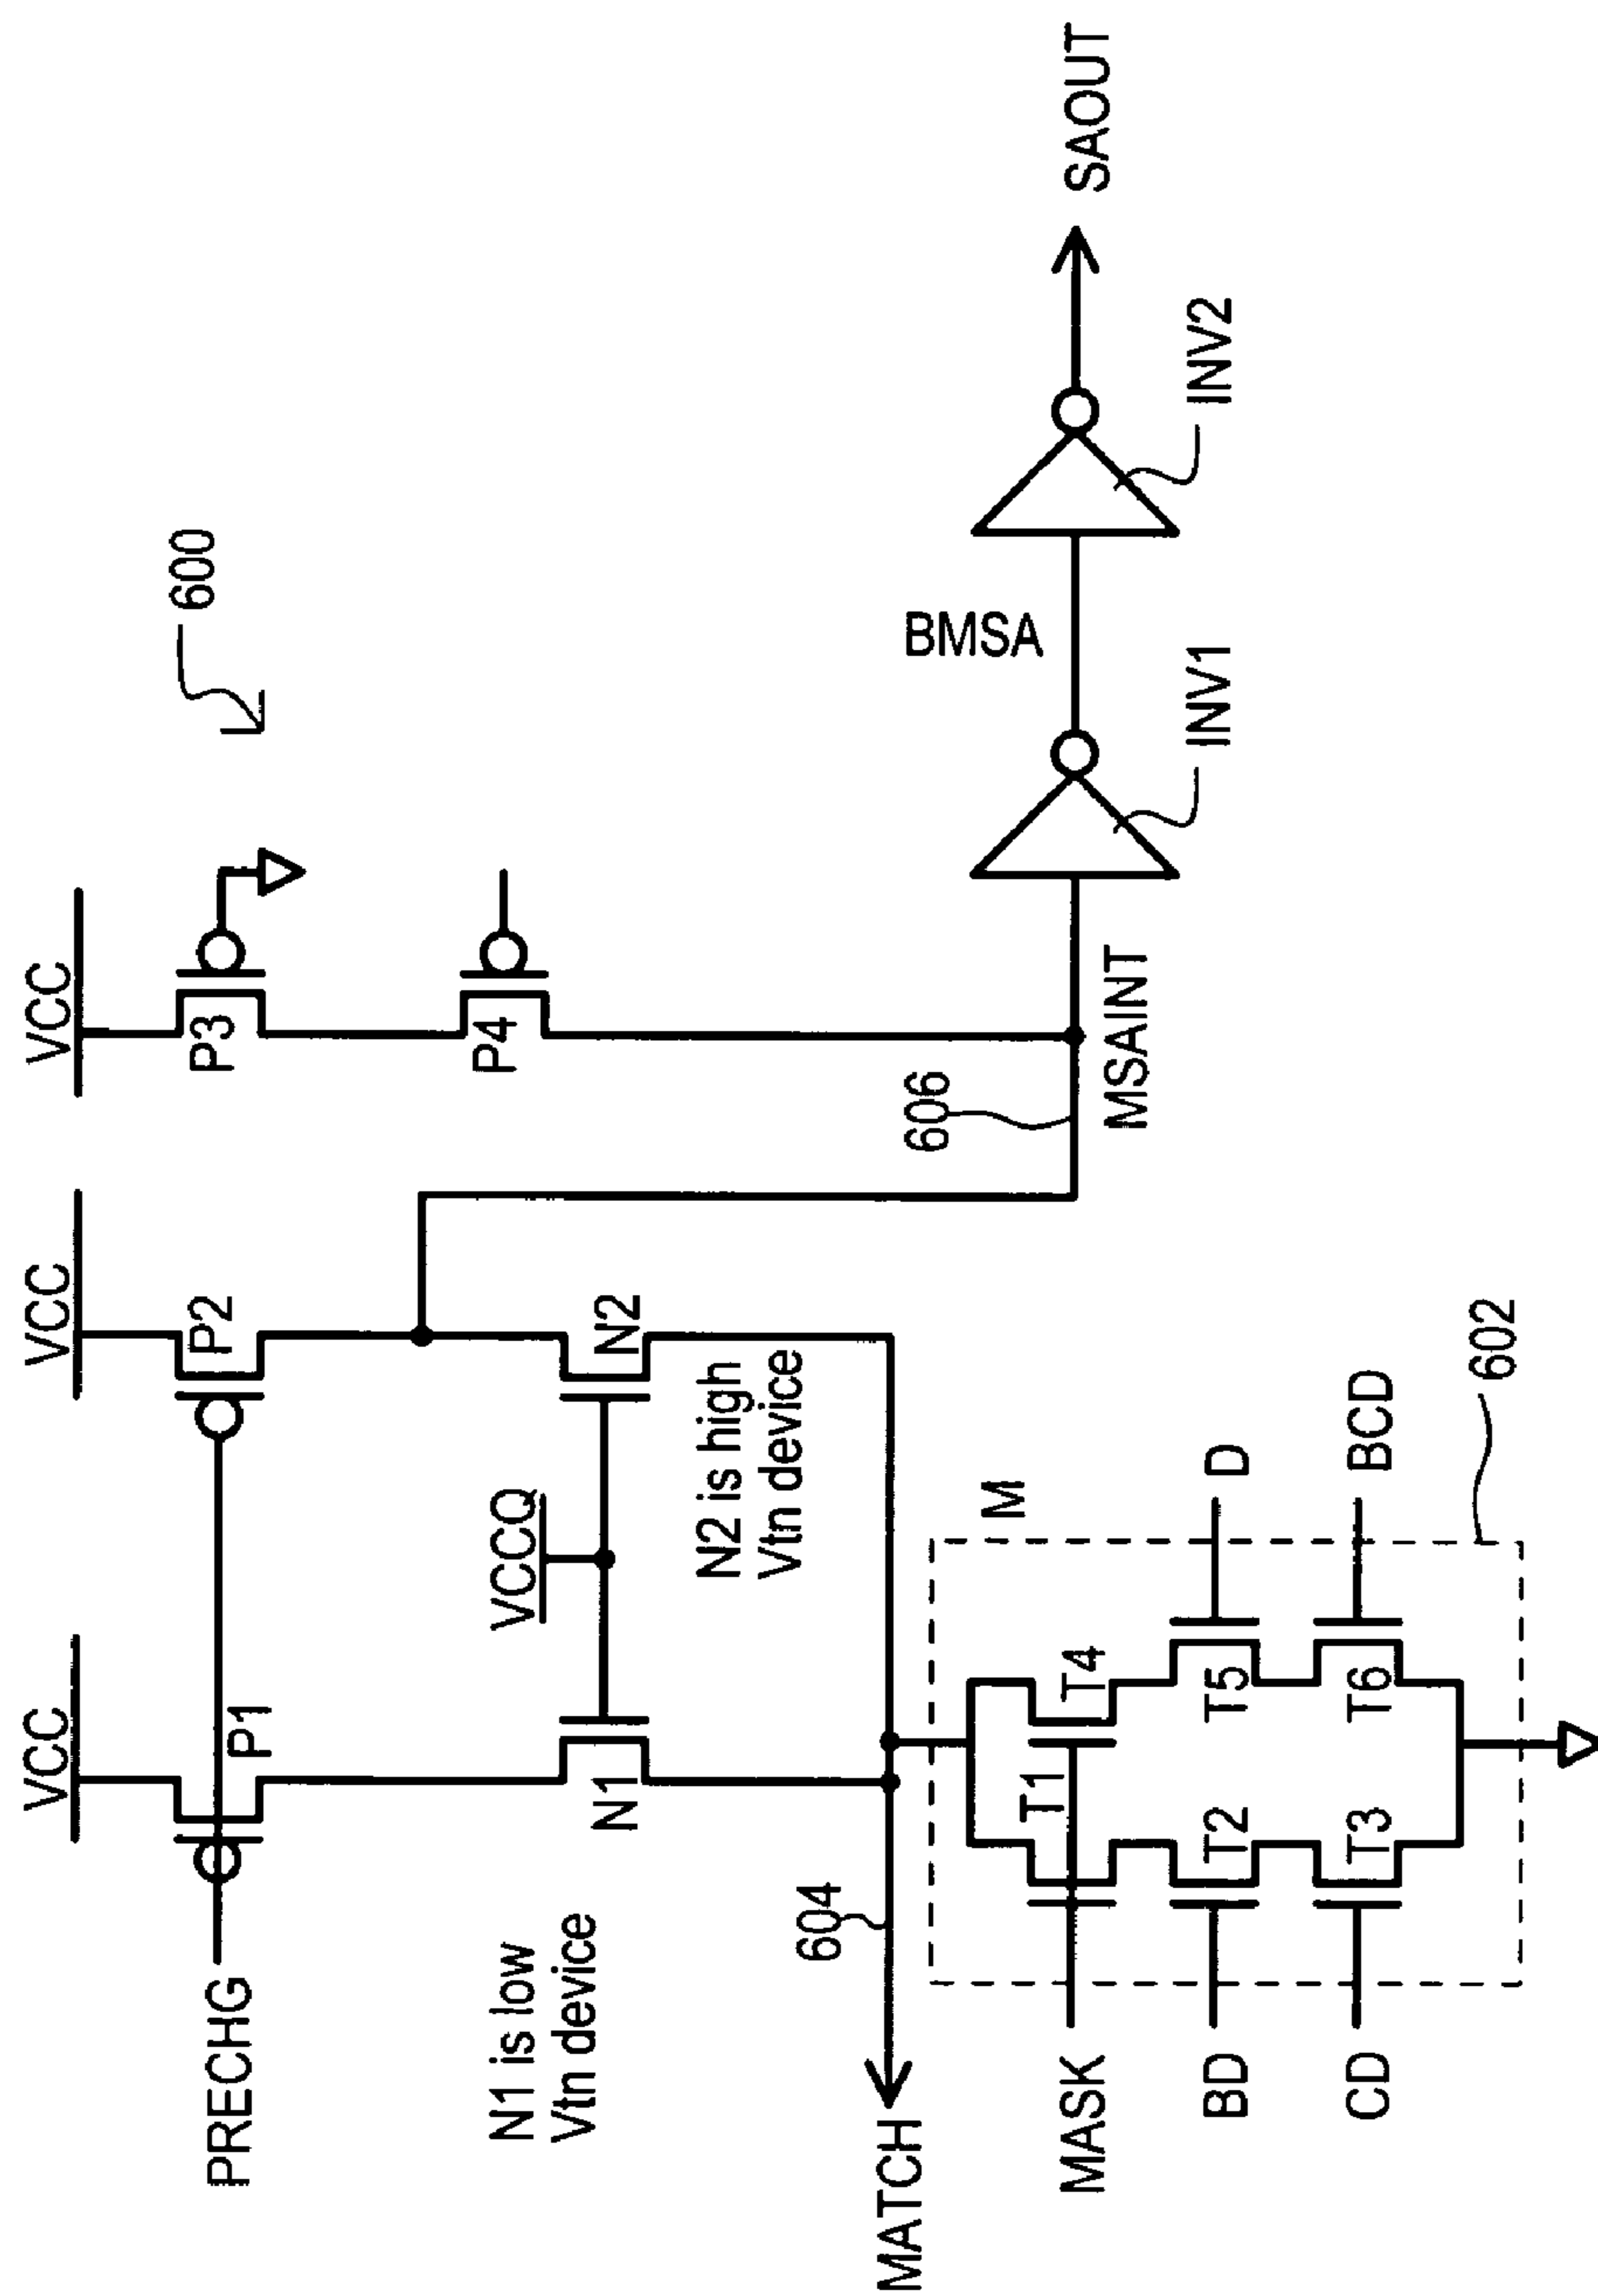 600
VCC
VCC
VCC
PRECHG
P1
P2
P3
N1 is low
Vtn device
VCCQ
P4
N1
N2
N2 is high
Vtn device
604
606
BMSA
SAOUT
MATCH
M
MSAINT
INV1
INV2
MASK
T1
T4
BD
T2
T5
D
CD
T3
T6
BCD
602